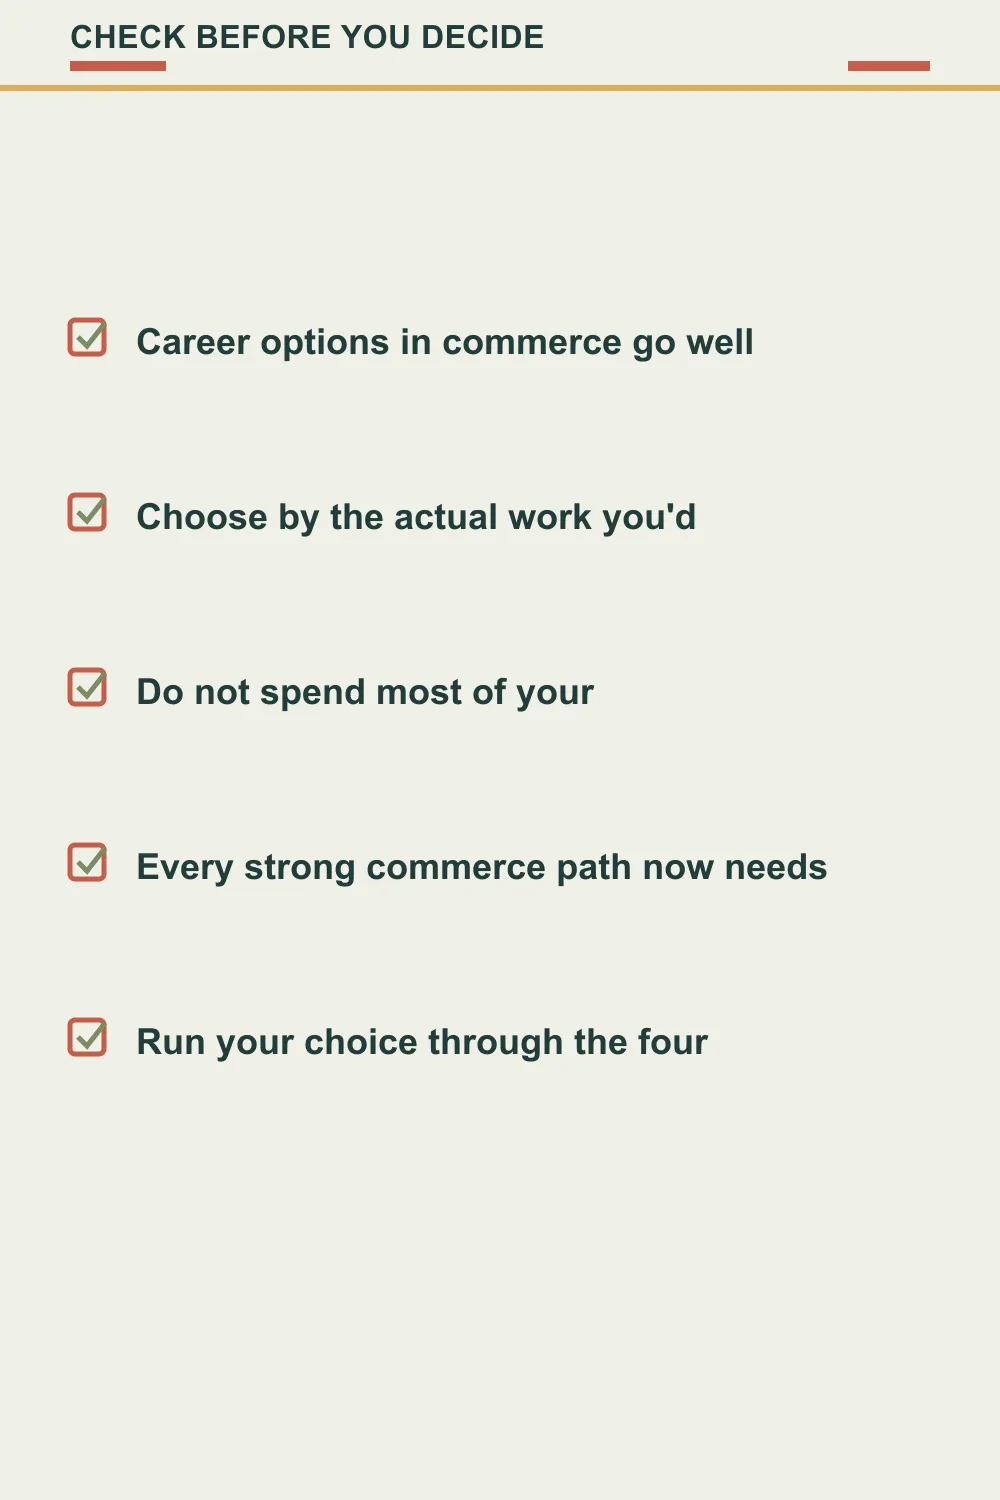 CHECK BEFORE YOU DECIDE
Career options in commerce go well
Choose by the actual work you'd
Do not spend most of your
Every strong commerce path now needs
Run your choice through the four